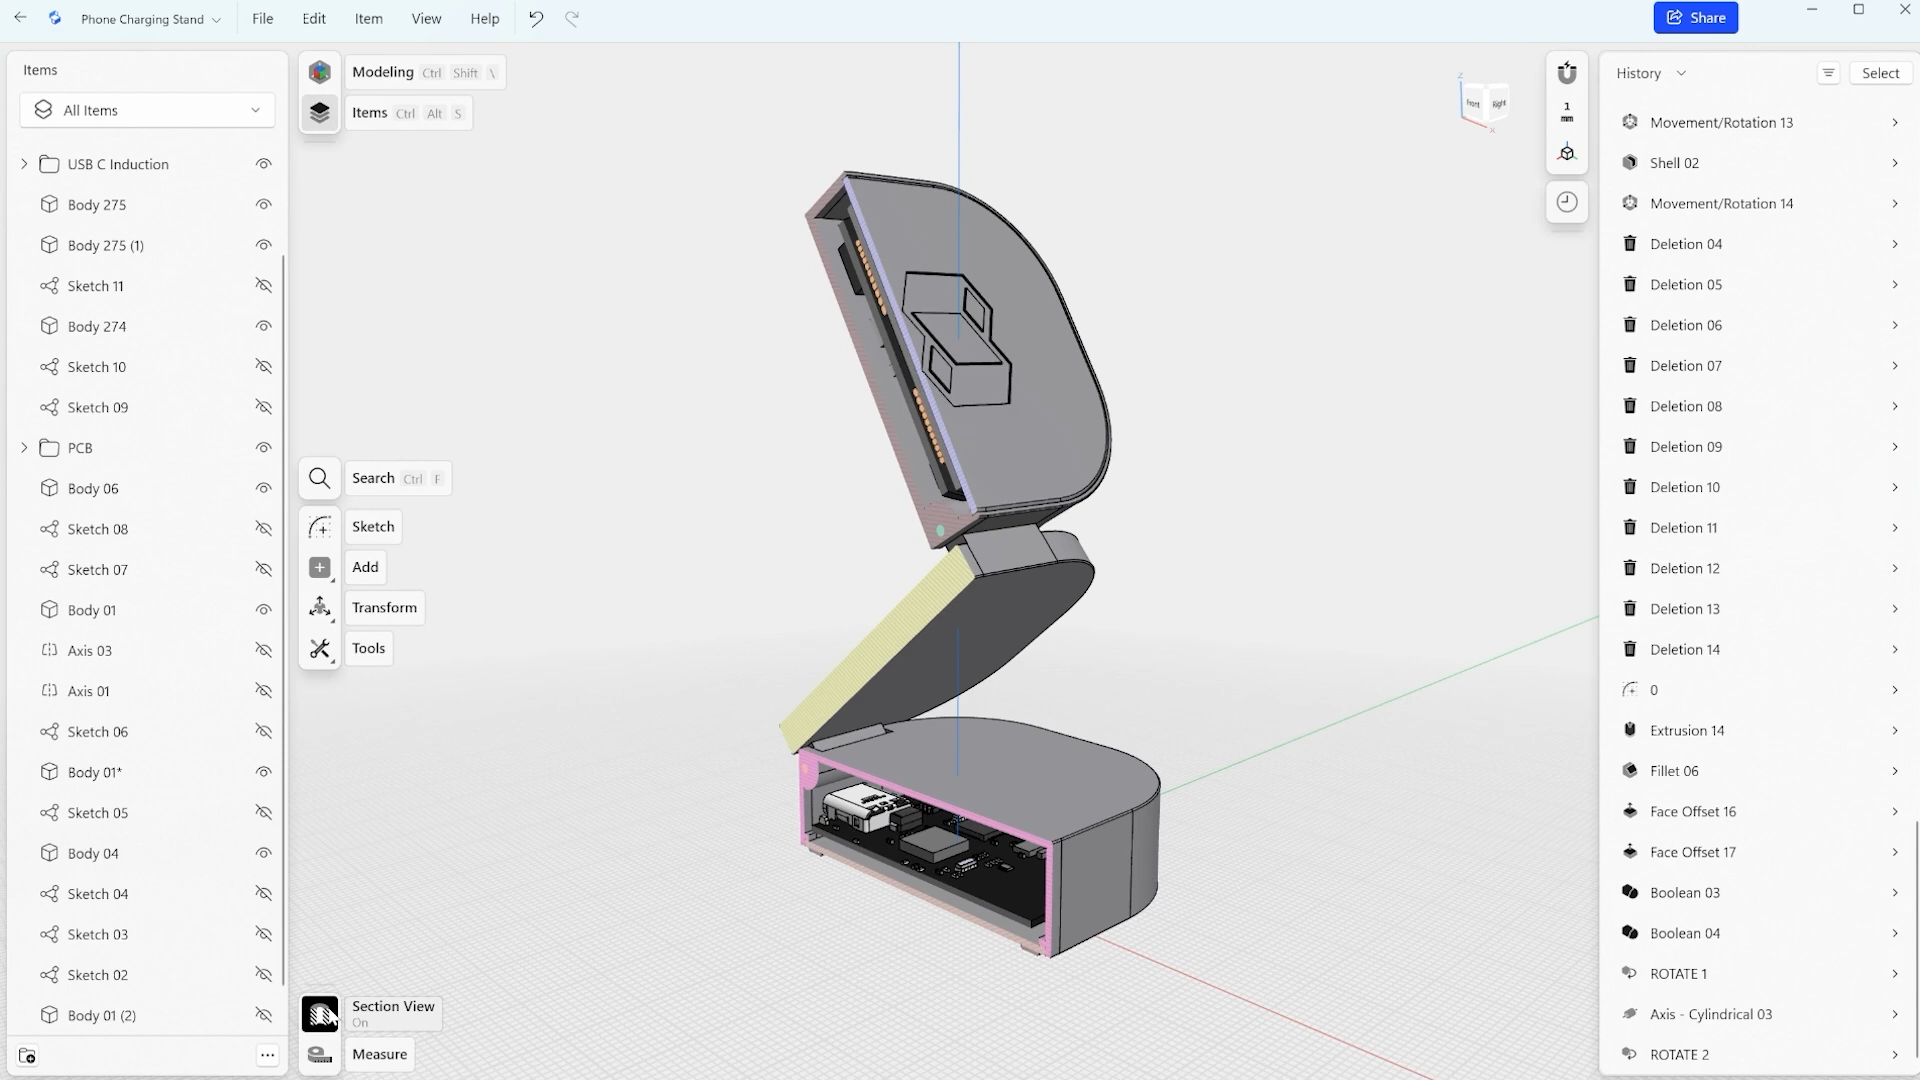 Phone Charging Stand
File
Edit
Item
View
Help
Share
Items
All Items
USB C Induction
Body 275
Body 275 (1)
Sketch 11
Body 274
Sketch 10
Sketch 09
PCB
Body 06
Sketch 08
Sketch 07
Body 01
Axis 03
Axis 01
Sketch 06
Body 01*
Sketch 05
Body 04
Sketch 04
Sketch 03
Sketch 02
Body 01 (2)
Modeling Ctrl Shift \
Items Ctrl Alt S
Search Ctrl F
Sketch
Add
Transform
Tools
Section View
On
Measure
Z
Front
Right
X
1
mm
History
Select
Movement/Rotation 13
Shell 02
Movement/Rotation 14
Deletion 04
Deletion 05
Deletion 06
Deletion 07
Deletion 08
Deletion 09
Deletion 10
Deletion 11
Deletion 12
Deletion 13
Deletion 14
0
Extrusion 14
Fillet 06
Face Offset 16
Face Offset 17
Boolean 03
Boolean 04
ROTATE 1
Axis - Cylindrical 03
ROTATE 2